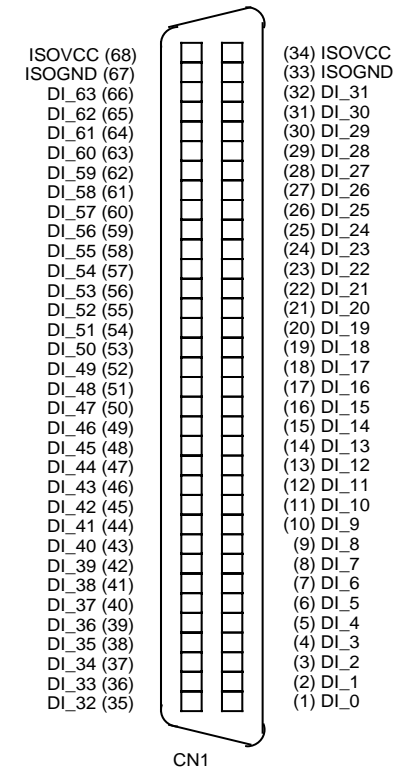 ISOVCC (68)
ISOGND (67)
DI_63 (66)
DI_62 (65)
DI_61 (64)
DI_60 (63)
DI_59 (62)
DI_58 (61)
DI_57 (60)
DI_56 (59)
DI_55 (58)
DI_54 (57)
DI_53 (56)
DI_52 (55)
DI_51 (54)
DI_50 (53)
DI_49 (52)
DI_48 (51)
DI_47 (50)
DI_46 (49)
DI_45 (48)
DI_44 (47)
DI_43 (46)
DI_42 (45)
DI_41 (44)
DI_40 (43)
DI_39 (42)
DI_38 (41)
DI_37 (40)
DI_36 (39)
DI_35 (38)
DI_34 (37)
DI_33 (36)
DI_32 (35)
(34) ISOVCC
(33) ISOGND
(32) DI_31
(31) DI_30
(30) DI_29
(29) DI_28
(28) DI_27
(27) DI_26
(26) DI_25
(25) DI_24
(24) DI_23
(23) DI_22
(22) DI_21
(21) DI_20
(20) DI_19
(19) DI_18
(18) DI_17
(17) DI_16
(16) DI_15
(15) DI_14
(14) DI_13
(13) DI_12
(12) DI_11
(11) DI_10
(10) DI_9
(9) DI_8
(8) DI_7
(7) DI_6
(6) DI_5
(5) DI_4
(4) DI_3
(3) DI_2
(2) DI_1
(1) DI_0
CN1